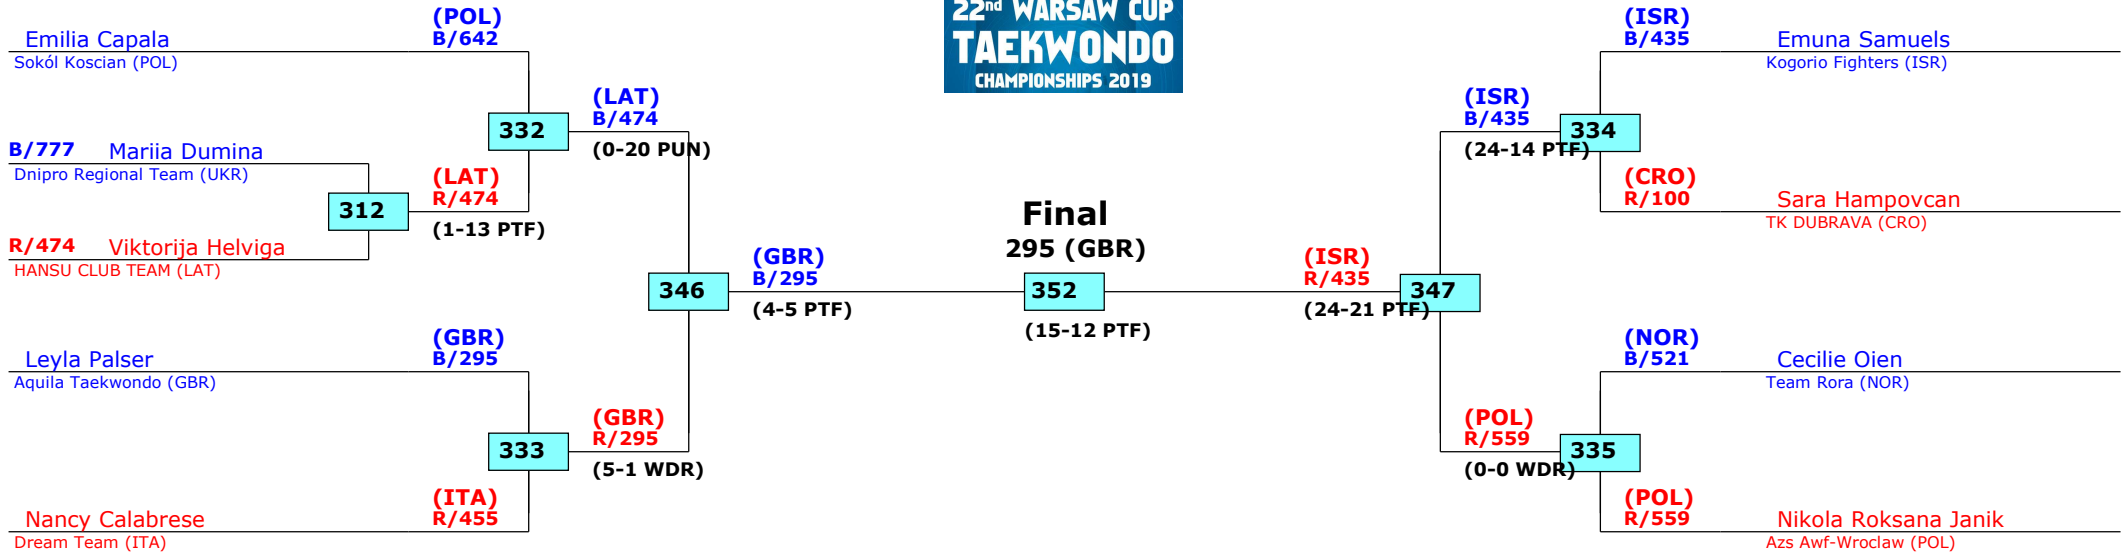 22nd WARSAW CUP
TAEKWONDO
CHAMPIONSHIPS 2019
(POL)
B/642
Emilia Capala
Sokól Koscian (POL)
332
(LAT)
B/474
(0-20 PUN)
B/777 Mariia Dumina
Dnipro Regional Team (UKR)
312
(LAT)
R/474
(1-13 PTF)
R/474 Viktorija Helviga
HANSU CLUB TEAM (LAT)
346
(GBR)
B/295
(4-5 PTF)
Leyla Palser
Aquila Taekwondo (GBR)
(GBR)
B/295
333
(GBR)
R/295
(5-1 WDR)
(ITA)
R/455
Nancy Calabrese
Dream Team (ITA)
Final
295 (GBR)
352
(15-12 PTF)
(ISR)
B/435
Emuna Samuels
Kogorio Fighters (ISR)
(ISR)
B/435
(24-14 PTF)
334
(CRO)
R/100
Sara Hampovcan
TK DUBRAVA (CRO)
(ISR)
R/435
(24-21 PTF)
347
(NOR)
B/521
Cecilie Oien
Team Rora (NOR)
(POL)
R/559
(0-0 WDR)
335
(POL)
R/559
Nikola Roksana Janik
Azs Awf-Wroclaw (POL)